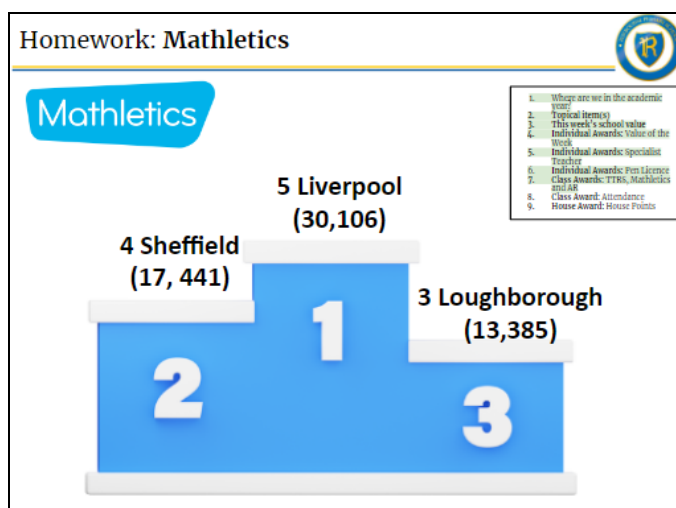 Homework: Mathletics
Mathletics
1. Where are we in the academic
year?
2. Topical item(s)
3. This week's school value
4. Individual Awards: Value of the
Week
5. Individual Awards: Specialist
Teacher
6. Individual Awards: Pen Licence
7. Class Awards: TTRS, Mathletics
and AR
8. Class Award: Attendance
9. House Award: House Points
5 Liverpool
(30,106)
4 Sheffield
(17, 441)
3 Loughborough
(13,385)
1
2
3